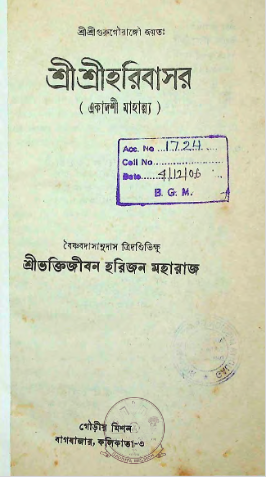 শ্রীশ্রীগুরুগৌরাঙ্গৌ জয়তঃ
শ্রীশ্রীহরিবাসর
( একাদশী মাহাত্ম্য )
Acc. No 1724
Call No
Date 4/12/06
B. G. M.
বৈষ্ণবদাসানুদাস ত্রিদণ্ডিভিক্ষু
শ্রীভক্তিজীবন হরিজন মহারাজ
গৌড়ীয় মিশন
বাগবাজার, কলিকাতা-৩